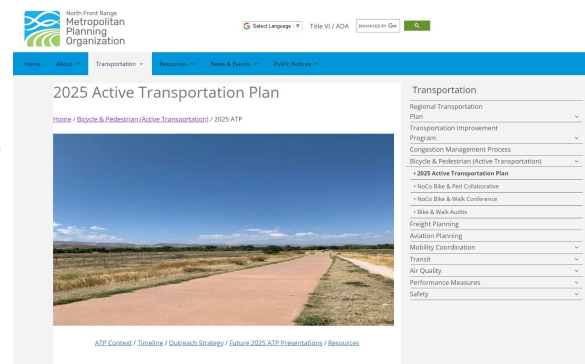 North Front Range
Metropolitan
Planning
Organization
Select Language ▼
Title VI / ADA
ENHANCED BY Go
Home
About
Transportation
Resources
News & Events
Public Notices
2025 Active Transportation Plan
Home / Bicycle & Pedestrian (Active Transportation) / 2025 ATP
ATP Context / Timeline / Outreach Strategy / Future 2025 ATP Presentations / Resources
Transportation
Regional Transportation
Plan
Transportation Improvement
Program
Congestion Management Process
Bicycle & Pedestrian (Active Transportation)
• 2025 Active Transportation Plan
• NoCo Bike & Ped Collaborative
• NoCo Bike & Walk Conference
• Bike & Walk Audits
Freight Planning
Aviation Planning
Mobility Coordination
Transit
Air Quality
Performance Measures
Safety